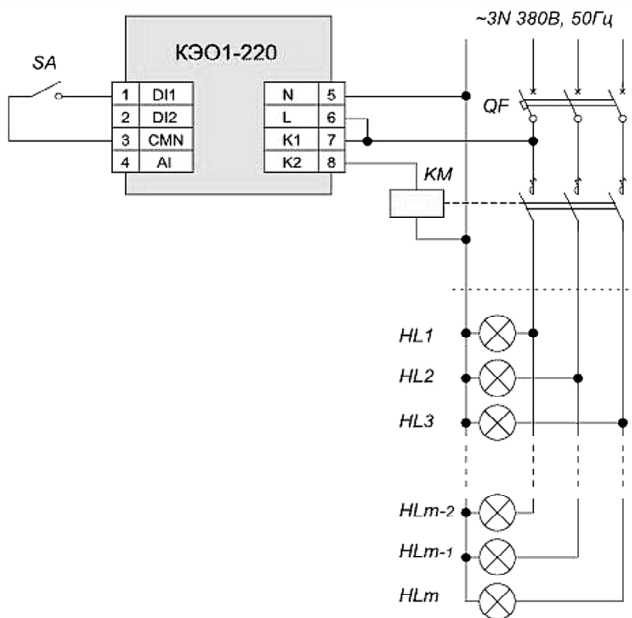 ~3N 380В, 50Гц
КЭО1-220
SA
1 DI1
2 DI2
3 CMN
4 AI
N 5
L 6
K1 7
K2 8
QF
KM
HL1
HL2
HL3
HLm-2
HLm-1
HLm